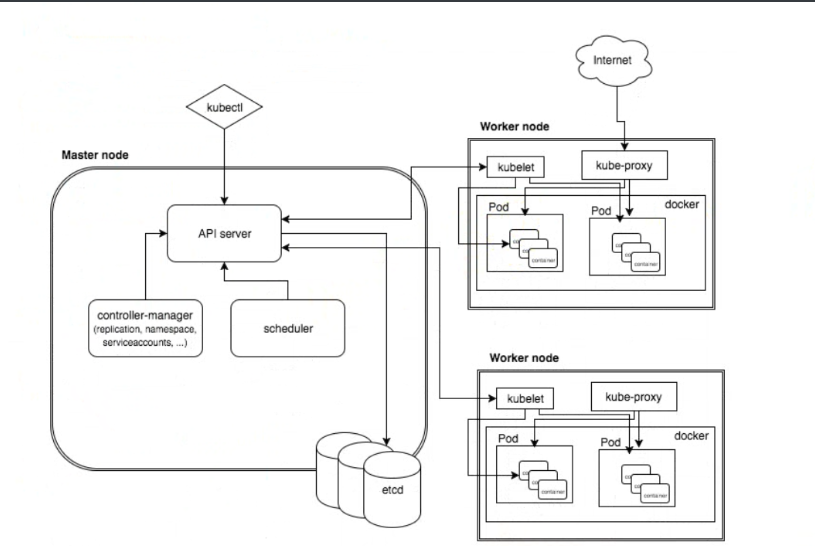 Internet
kubectl
Worker node
Master node
kubelet
kube-proxy
docker
Pod
Pod
API server
container
container
controller-manager
(replication, namespace,
serviceaccounts, ...)
scheduler
Worker node
kubelet
kube-proxy
docker
Pod
Pod
etcd
container
container